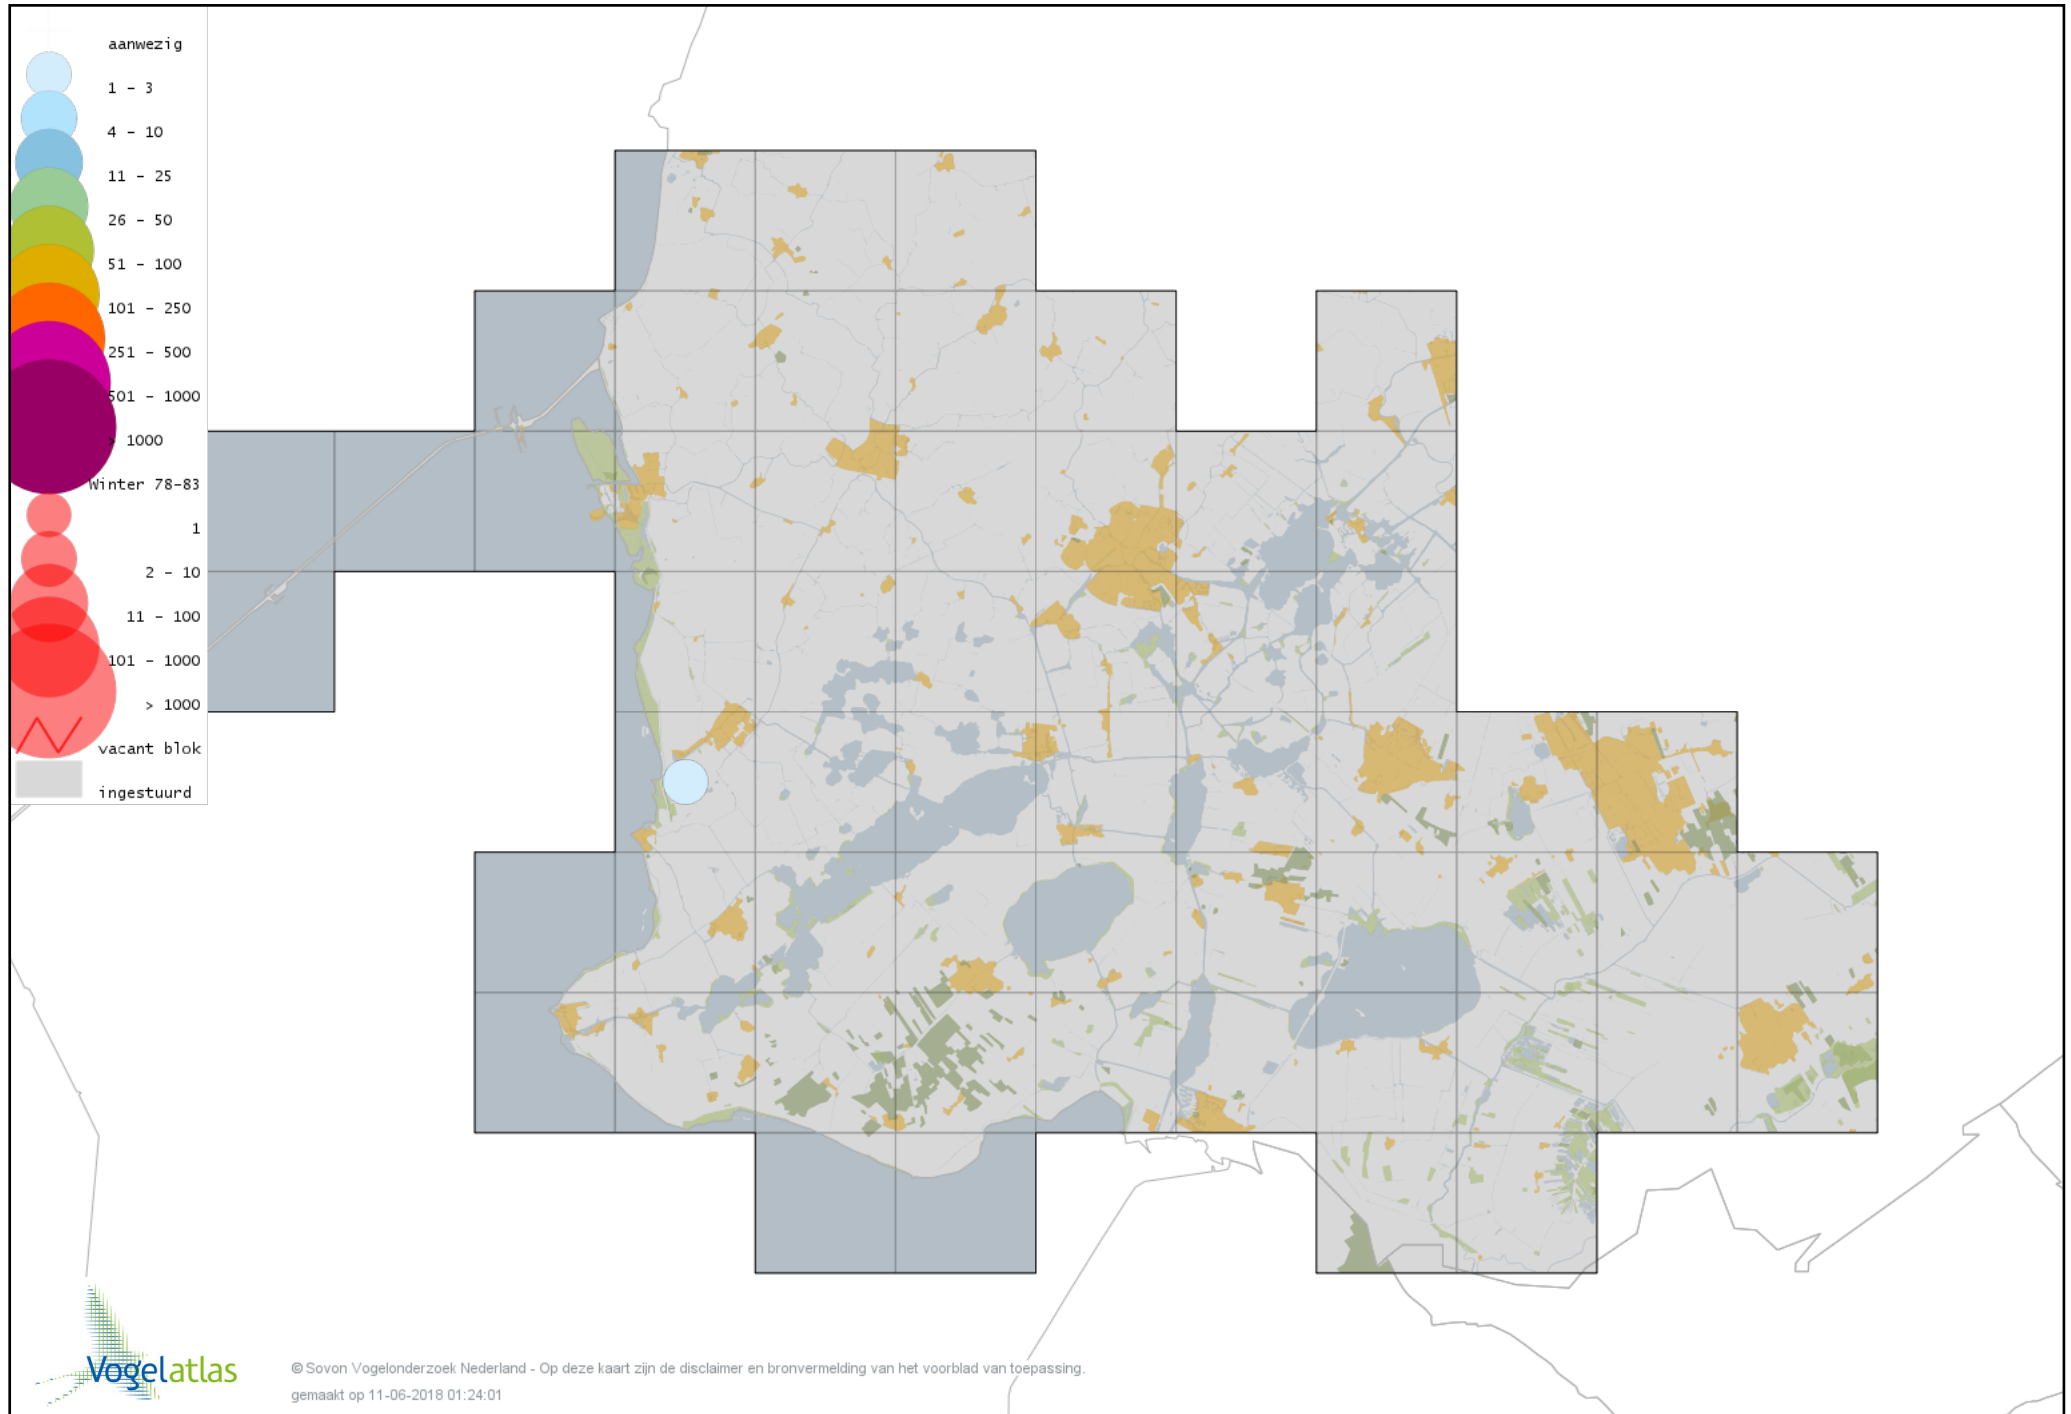 aanwezig
1 - 3
4 - 10
11 - 25
26 - 50
51 - 100
101 - 250
251 - 500
501 - 1000
> 1000
Winter 78-83
1
2 - 10
11 - 100
101 - 1000
> 1000
vacant blok
ingestuurd
Vogelatlas
© Sovon Vogelonderzoek Nederland - Op deze kaart zijn de disclaimer en bronvermelding van het voorblad van toepassing.
gemaakt op 11-06-2018 01:24:01